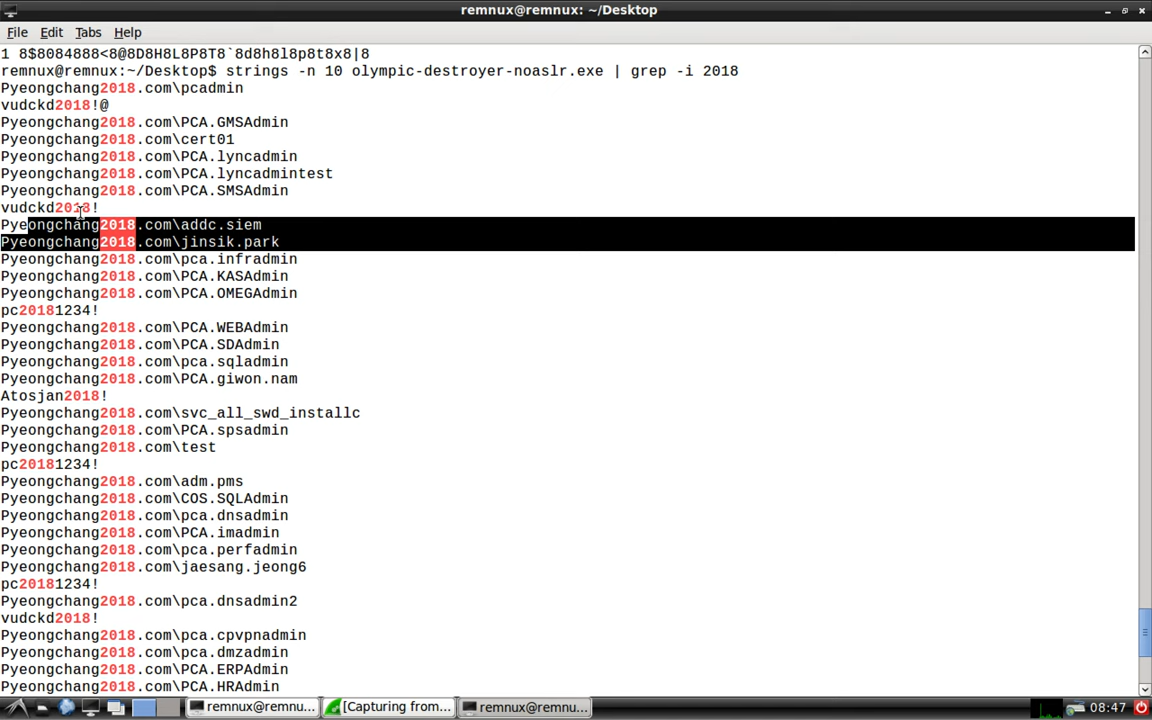 remnux@remnux: ~/Desktop
File Edit Tabs Help
1 8$8084888<8@8D8H8L8P8T8`8d8h8l8p8t8x8|8
remnux@remnux:~/Desktop$ strings -n 10 olympic-destroyer-noaslr.exe | grep -i 2018
Pyeongchang2018.com\pcadmin
vudckd2018!@
Pyeongchang2018.com\PCA.GMSAdmin
Pyeongchang2018.com\cert01
Pyeongchang2018.com\PCA.lyncadmin
Pyeongchang2018.com\PCA.lyncadmintest
Pyeongchang2018.com\PCA.SMSAdmin
vudckd2018!
Pyeongchang2018.com\addc.siem
Pyeongchang2018.com\jinsik.park
Pyeongchang2018.com\pca.infradmin
Pyeongchang2018.com\PCA.KASAdmin
Pyeongchang2018.com\PCA.OMEGAdmin
pc20181234!
Pyeongchang2018.com\PCA.WEBAdmin
Pyeongchang2018.com\PCA.SDAdmin
Pyeongchang2018.com\pca.sqladmin
Pyeongchang2018.com\PCA.giwon.nam
Atosjan2018!
Pyeongchang2018.com\svc_all_swd_installc
Pyeongchang2018.com\PCA.spsadmin
Pyeongchang2018.com\test
pc20181234!
Pyeongchang2018.com\adm.pms
Pyeongchang2018.com\COS.SQLAdmin
Pyeongchang2018.com\pca.dnsadmin
Pyeongchang2018.com\PCA.imadmin
Pyeongchang2018.com\pca.perfadmin
Pyeongchang2018.com\jaesang.jeong6
pc20181234!
Pyeongchang2018.com\pca.dnsadmin2
vudckd2018!
Pyeongchang2018.com\pca.cpvpnadmin
Pyeongchang2018.com\pca.dmzadmin
Pyeongchang2018.com\PCA.ERPAdmin
Pyeongchang2018.com\PCA.HRAdmin
remnux@remnu... [Capturing from... remnux@remnu... 08:47